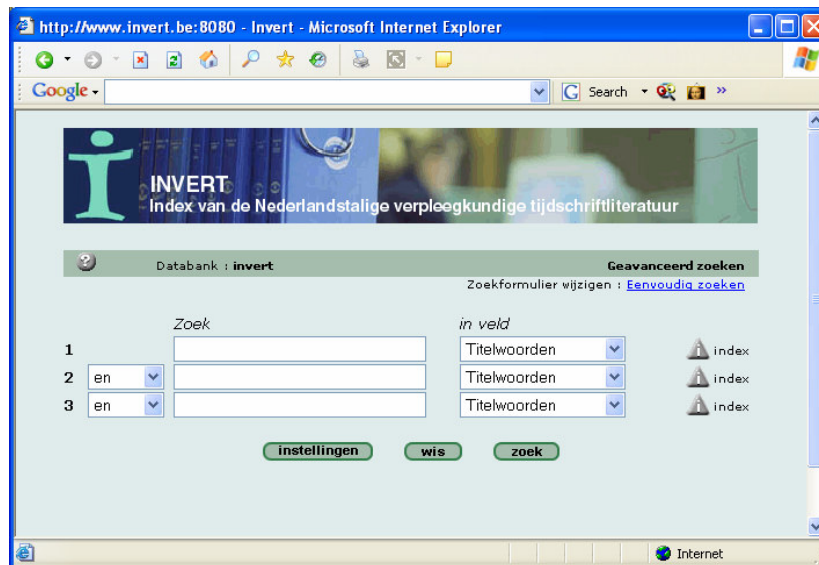 http://www.invert.be:8080 - Invert - Microsoft Internet Explorer
Google
G Search »
INVERT
Index van de Nederlandstalige verpleegkundige tijdschriftliteratuur
? Databank : invert Geavanceerd zoeken
Zoekformulier wijzigen : Eenvoudig zoeken
Zoek in veld
1 Titelwoorden index
2 en Titelwoorden index
3 en Titelwoorden index
instellingen wis zoek
Internet